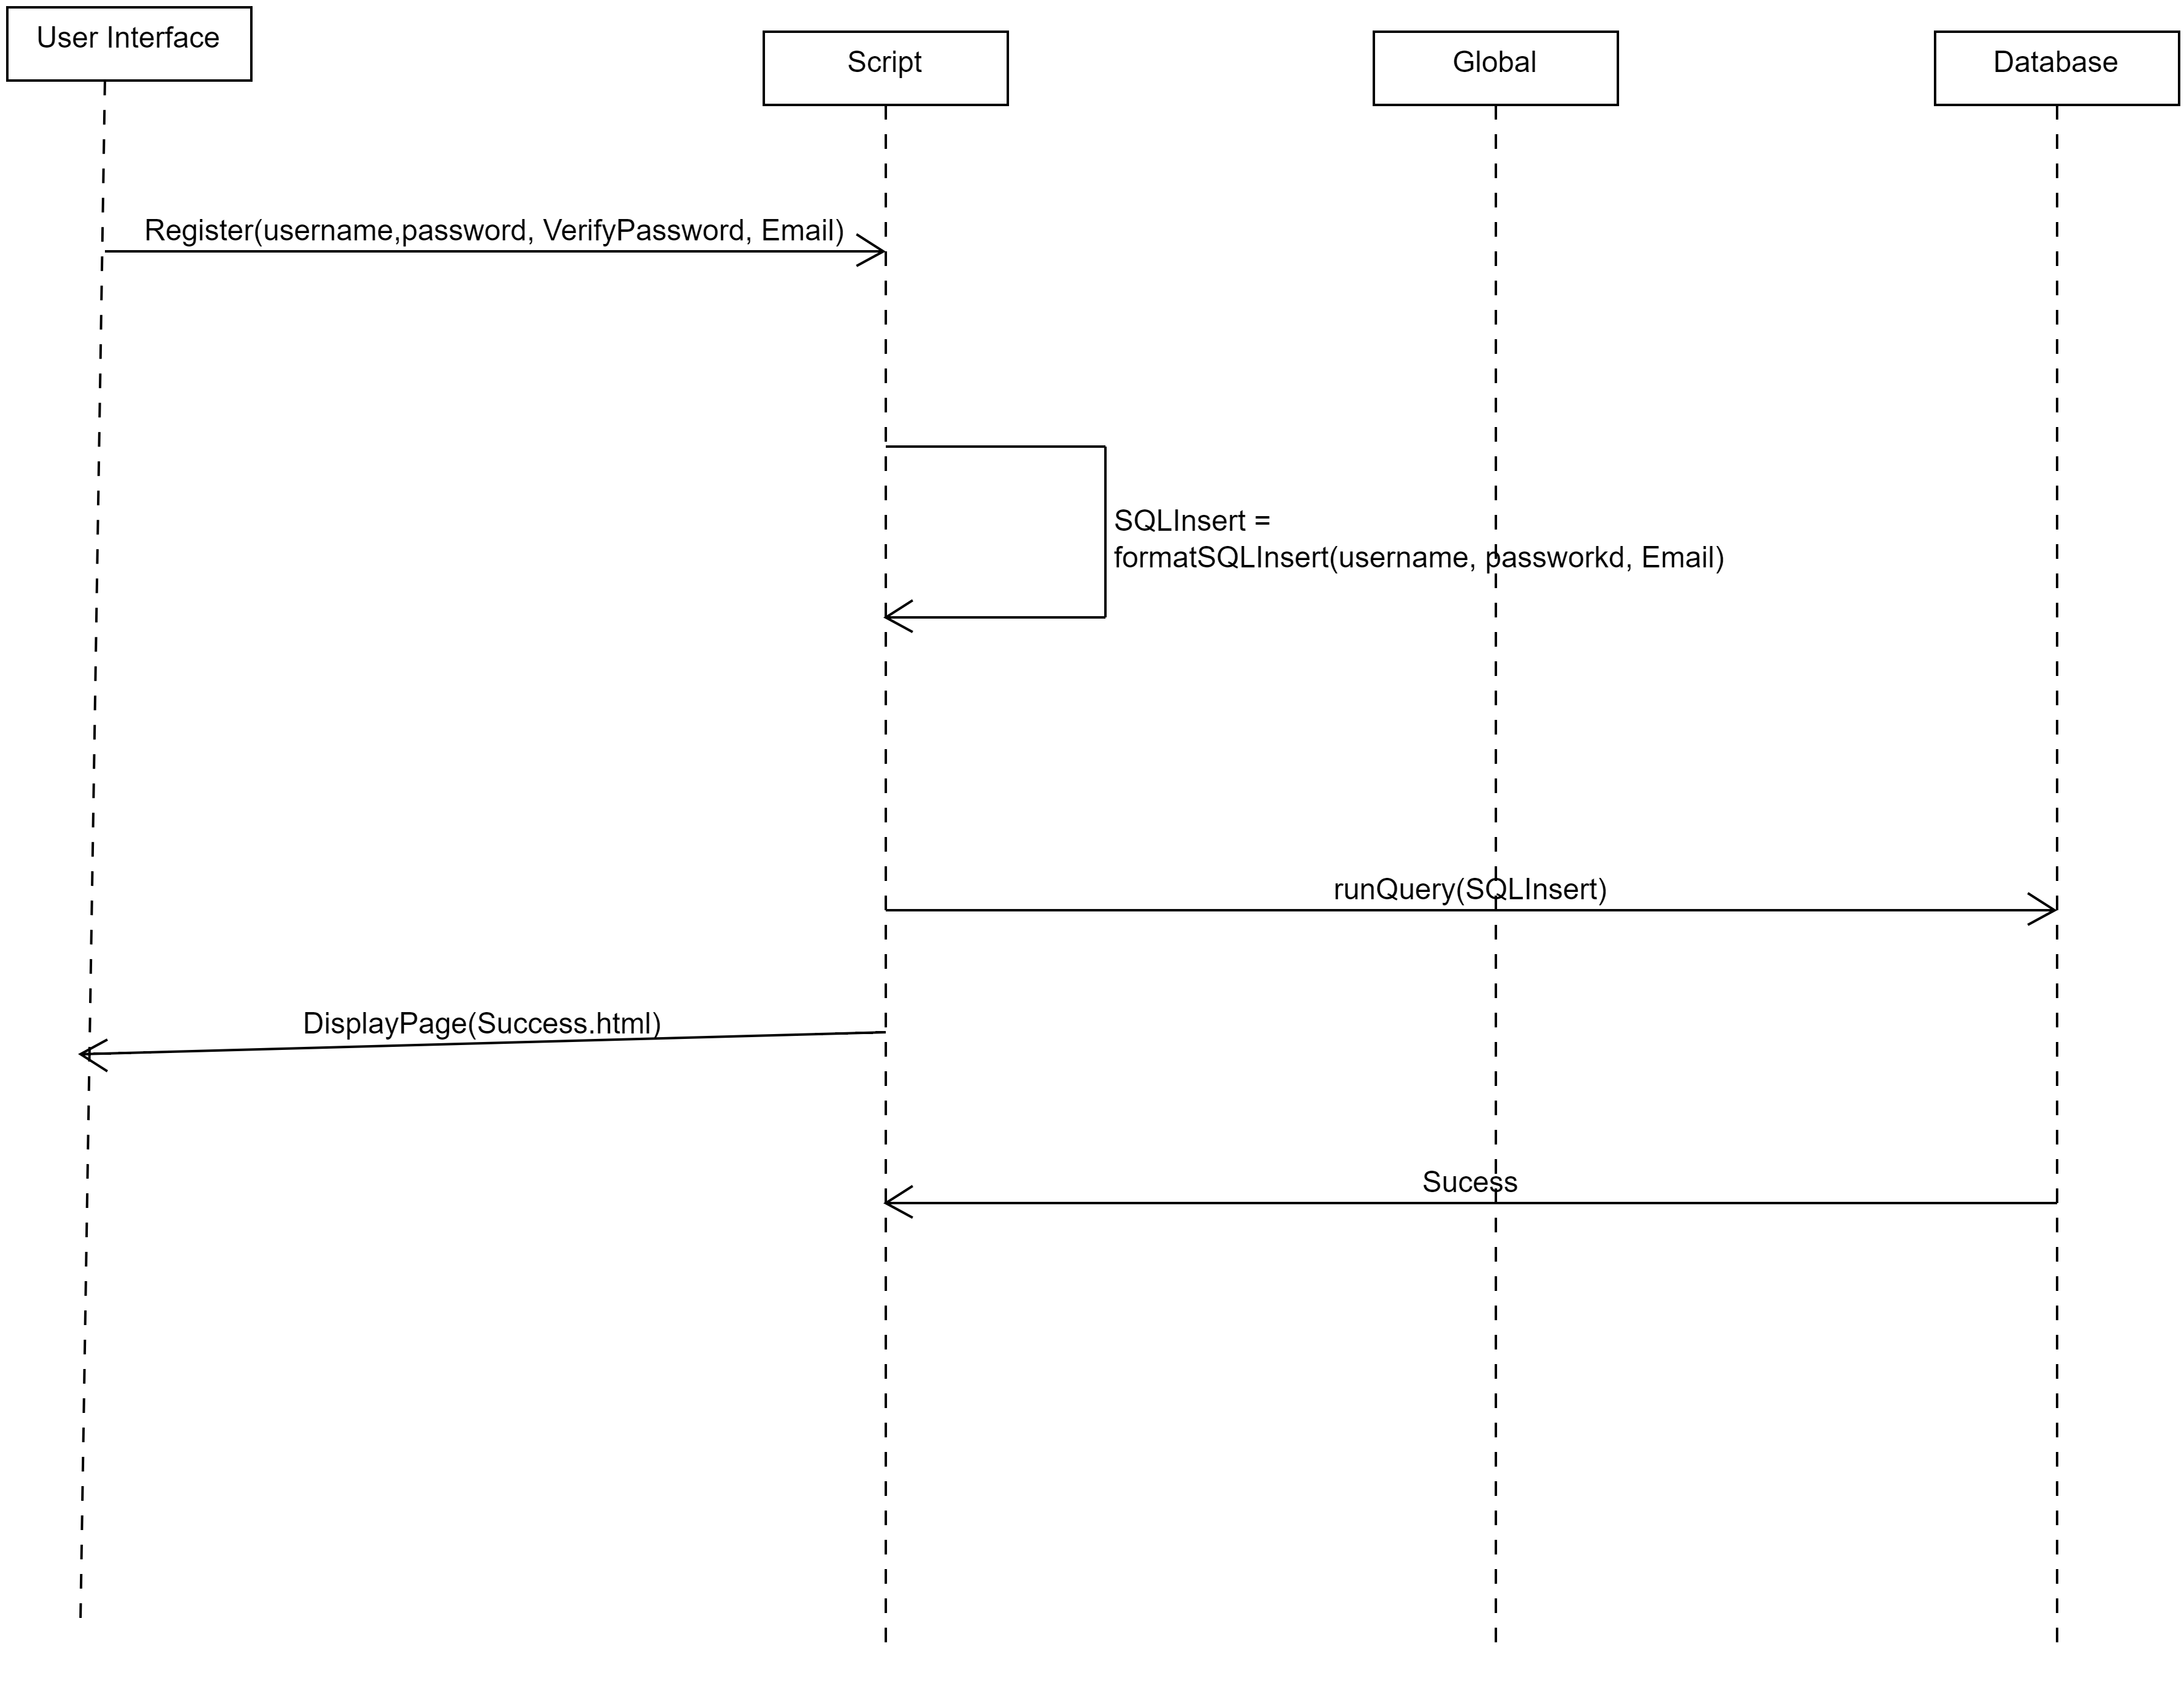 User Interface
Script
Global
Database
Register(username,password, VerifyPassword, Email)
SQLInsert =
formatSQLInsert(username, passworkd, Email)
runQuery(SQLInsert)
DisplayPage(Success.html)
Sucess